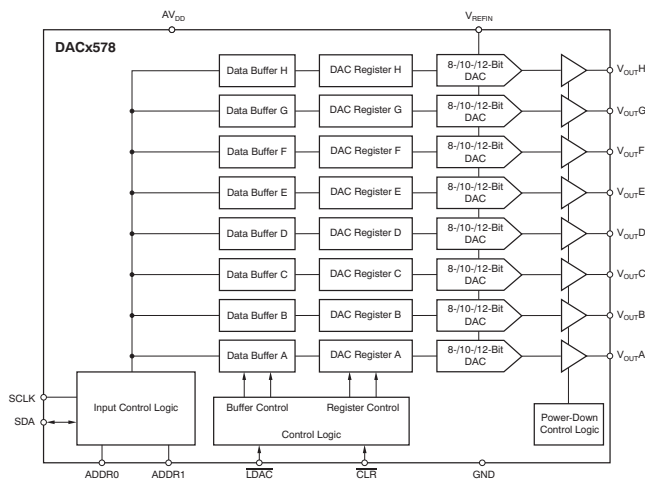 AVDD
VREFIN
DACx578
Data Buffer H
DAC Register H
8-/10-/12-Bit
DAC
VOUTH
Data Buffer G
DAC Register G
8-/10-/12-Bit
DAC
VOUTG
Data Buffer F
DAC Register F
8-/10-/12-Bit
DAC
VOUTF
Data Buffer E
DAC Register E
8-/10-/12-Bit
DAC
VOUTE
Data Buffer D
DAC Register D
8-/10-/12-Bit
DAC
VOUTD
Data Buffer C
DAC Register C
8-/10-/12-Bit
DAC
VOUTC
Data Buffer B
DAC Register B
8-/10-/12-Bit
DAC
VOUTB
Data Buffer A
DAC Register A
8-/10-/12-Bit
DAC
VOUTA
SCLK
SDA
Input Control Logic
Buffer Control
Register Control
Control Logic
Power-Down
Control Logic
ADDR0
ADDR1
LDAC
CLR
GND